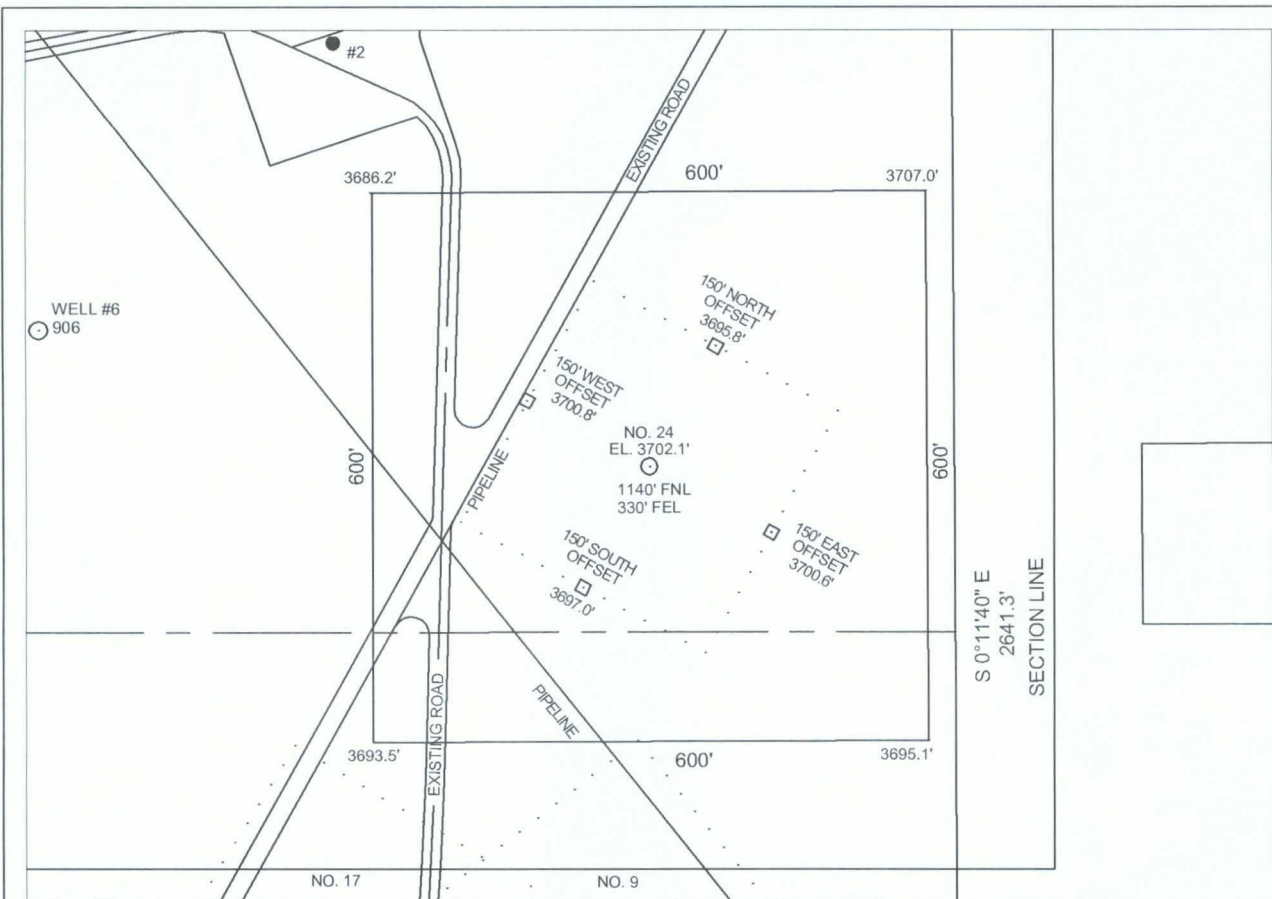 #2
EXISTING ROAD
3686.2'
600'
3707.0'
WELL #6
906
150' NORTH
OFFSET
3695.8'
150' WEST
OFFSET
3700.8'
NO. 24
EL. 3702.1'
1140' FNL
330' FEL
600'
600'
PIPELINE
150' SOUTH
OFFSET
3697.0'
150' EAST
OFFSET
3700.6'
S 0°11'40" E
2641.3'
SECTION LINE
EXISTING ROAD
PIPELINE
3693.5'
600'
3695.1'
NO. 17
NO. 9